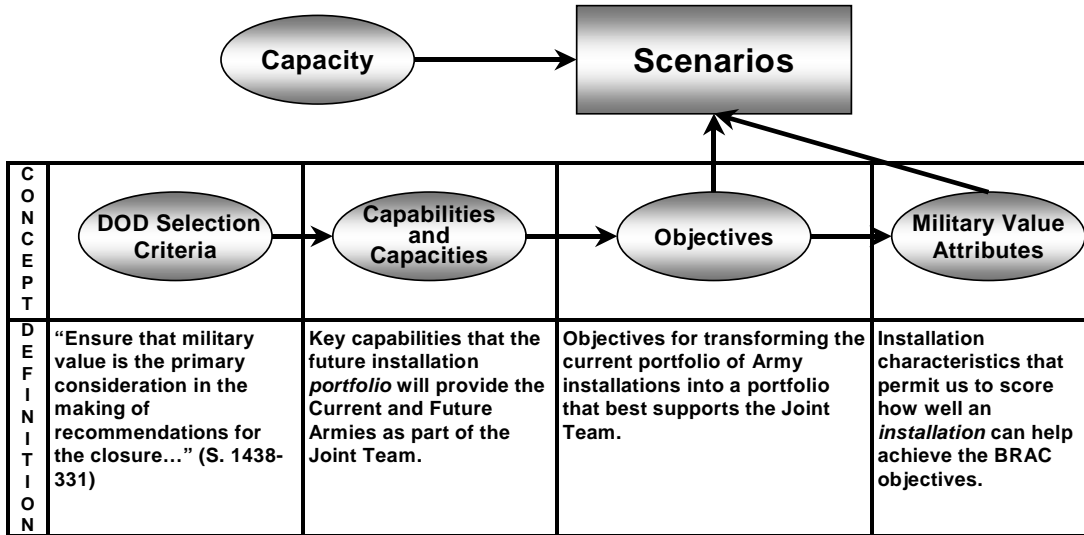 Capacity
Scenarios
CONCEPT
DOD Selection
Criteria
Capabilities
and
Capacities
Objectives
Military Value
Attributes
DEFINITION
“Ensure that military
value is the primary
consideration in the
making of
recommendations for
the closure…” (S. 1438-
331)
Key capabilities that the
future installation
portfolio will provide the
Current and Future
Armies as part of the
Joint Team.
Objectives for transforming the
current portfolio of Army
installations into a portfolio
that best supports the Joint
Team.
Installation
characteristics that
permit us to score
how well an
installation can help
achieve the BRAC
objectives.